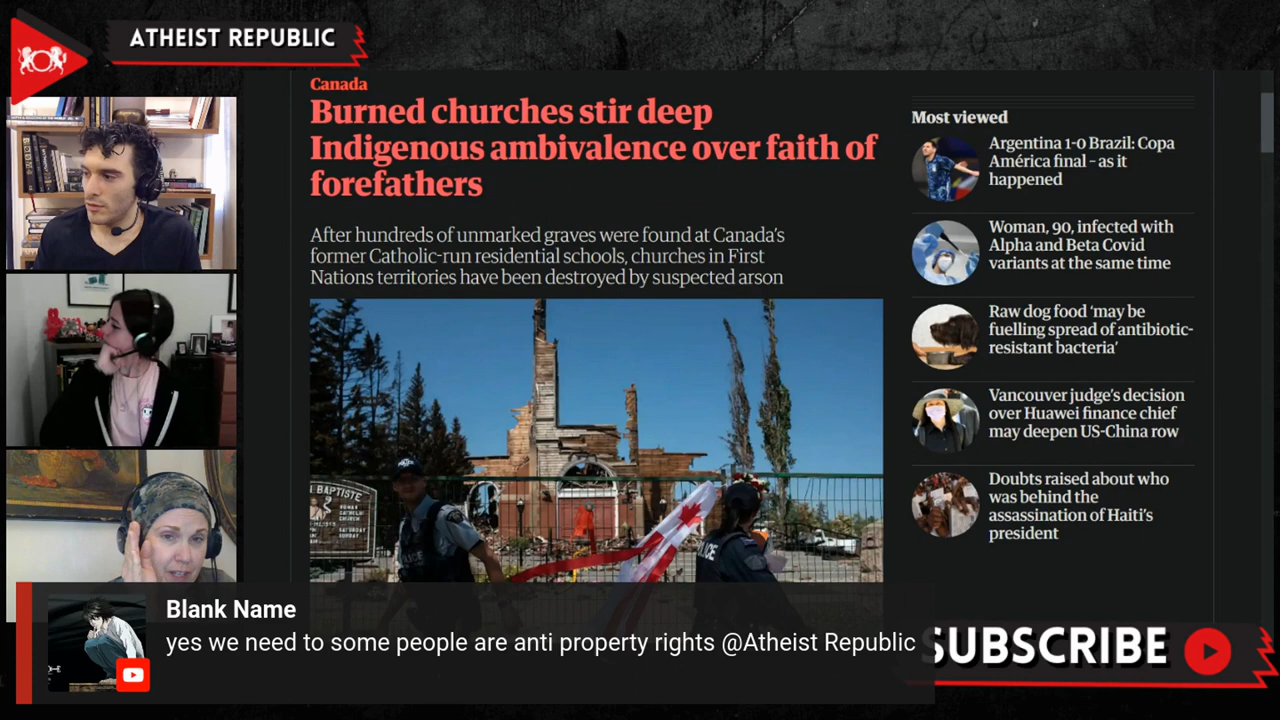 ATHEIST REPUBLIC
Canada
Burned churches stir deep
Indigenous ambivalence over faith of
forefathers
After hundreds of unmarked graves were found at Canada's
former Catholic-run residential schools, churches in First
Nations territories have been destroyed by suspected arson
BAPTISTE
ROMAN
CATHOLIC
CHURCH
POLICE
Most viewed
Argentina 1-0 Brazil: Copa
América final – as it
happened
Woman, 90, infected with
Alpha and Beta Covid
variants at the same time
Raw dog food ‘may be
fuelling spread of antibiotic-
resistant bacteria’
Vancouver judge’s decision
over Huawei finance chief
may deepen US-China row
Doubts raised about who
was behind the
assassination of Haiti’s
president
Blank Name
yes we need to some people are anti property rights @Atheist Republic
SUBSCRIBE